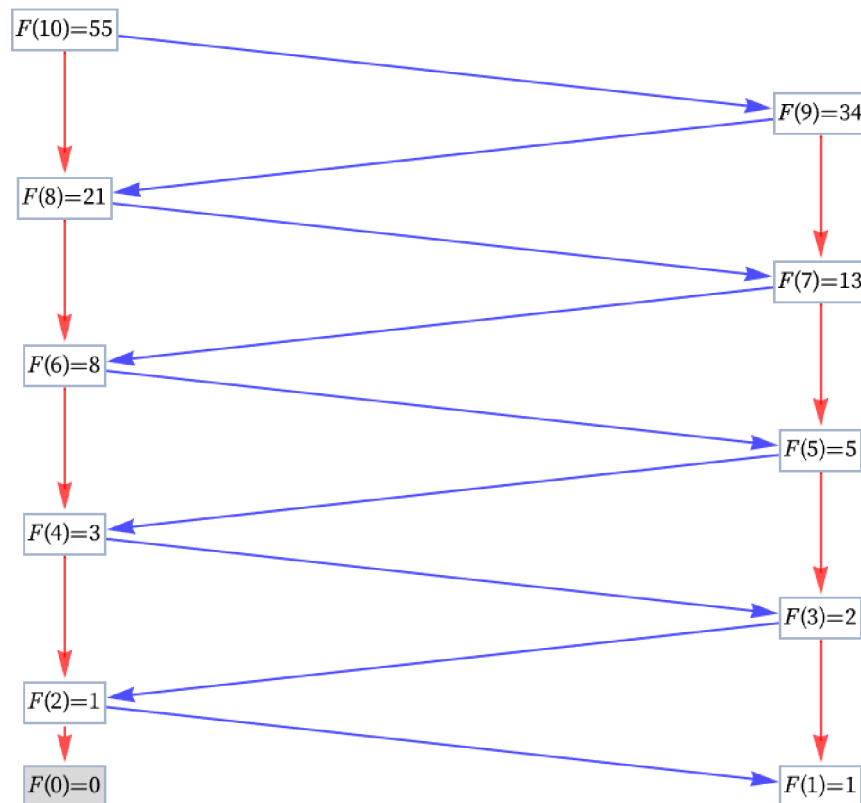 F(10)=55
F(9)=34
F(8)=21
F(7)=13
F(6)=8
F(5)=5
F(4)=3
F(3)=2
F(2)=1
F(0)=0
F(1)=1